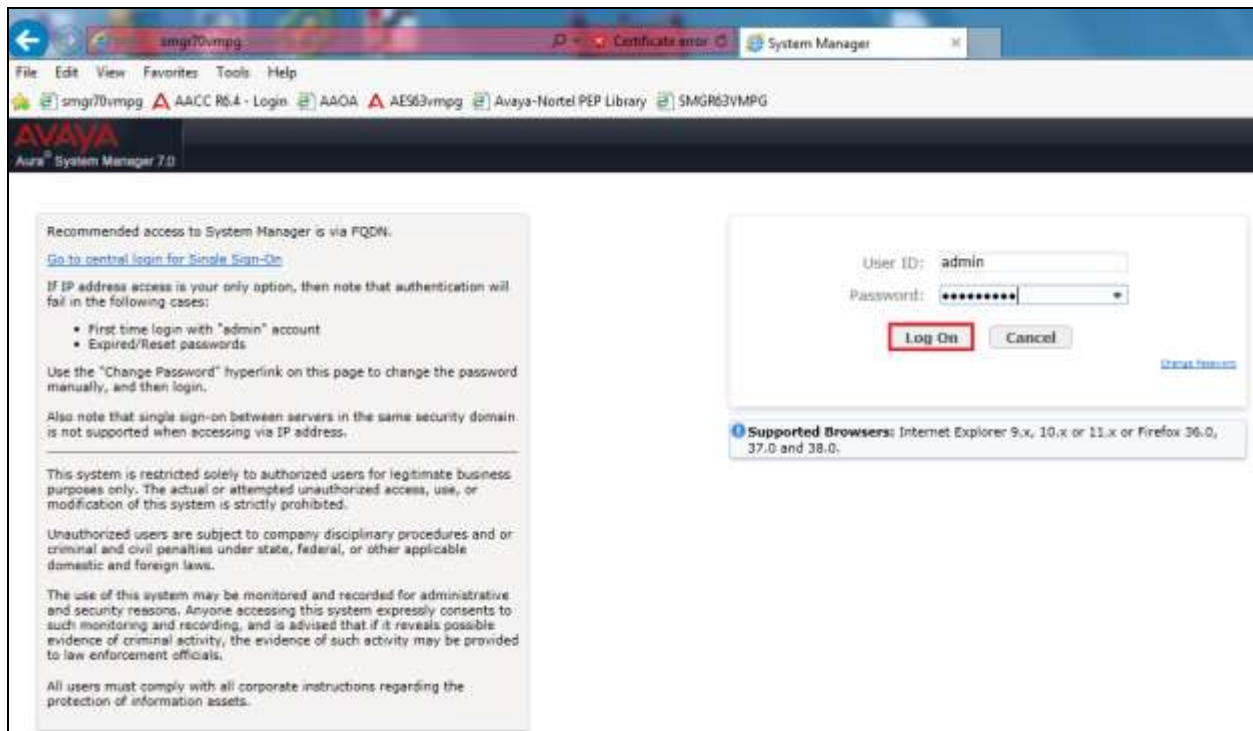 smgr70vmpg
Certificate error
System Manager
File Edit View Favorites Tools Help
smgr70vmpg AACC R6.4 - Login AAOA AES63vmpg Avaya-Nortel PEP Library SMGR63VMPG
AVAYA
Aura® System Manager 7.0
Recommended access to System Manager is via FQDN.
Go to central login for Single Sign-On
If IP address access is your only option, then note that authentication will
fail in the following cases:
• First time login with "admin" account
• Expired/Reset passwords
Use the "Change Password" hyperlink on this page to change the password
manually, and then login.
Also note that single sign-on between servers in the same security domain
is not supported when accessing via IP address.
This system is restricted solely to authorized users for legitimate business
purposes only. The actual or attempted unauthorized access, use, or
modification of this system is strictly prohibited.
Unauthorized users are subject to company disciplinary procedures and or
criminal and civil penalties under state, federal, or other applicable
domestic and foreign laws.
The use of this system may be monitored and recorded for administrative
and security reasons. Anyone accessing this system expressly consents to
such monitoring and recording, and is advised that if it reveals possible
evidence of criminal activity, the evidence of such activity may be provided
to law enforcement officials.
All users must comply with all corporate instructions regarding the
protection of information assets.
User ID: admin
Password: •••••••••
Log On Cancel
Change Password
Supported Browsers: Internet Explorer 9.x, 10.x or 11.x or Firefox 36.0,
37.0 and 38.0.